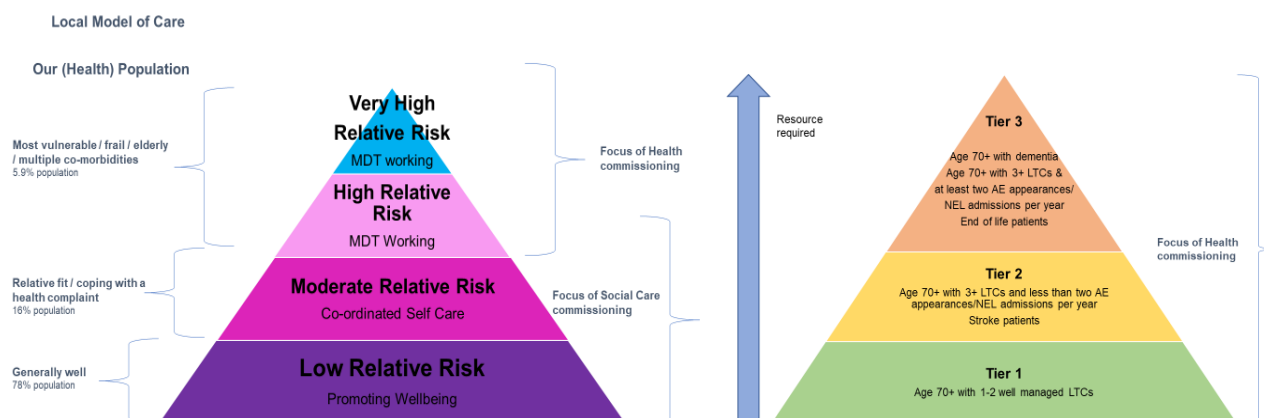 Local Model of Care
Our (Health) Population
Most vulnerable / frail / elderly
/ multiple co-morbidities
5.9% population
Relative fit / coping with a
health complaint
16% population
Generally well
78% population
Very High
Relative Risk
MDT working
High Relative
Risk
MDT Working
Moderate Relative Risk
Co-ordinated Self Care
Low Relative Risk
Promoting Wellbeing
Focus of Health
commissioning
Focus of Social Care
commissioning
Resource
required
Tier 3
Age 70+ with dementia
Age 70+ with 3+ LTCs &
at least two AE appearances/
NEL admissions per year
End of life patients
Tier 2
Age 70+ with 3+ LTCs and less than two AE
appearances/NEL admissions per year
Stroke patients
Tier 1
Age 70+ with 1-2 well managed LTCs
Focus of Health
commissioning